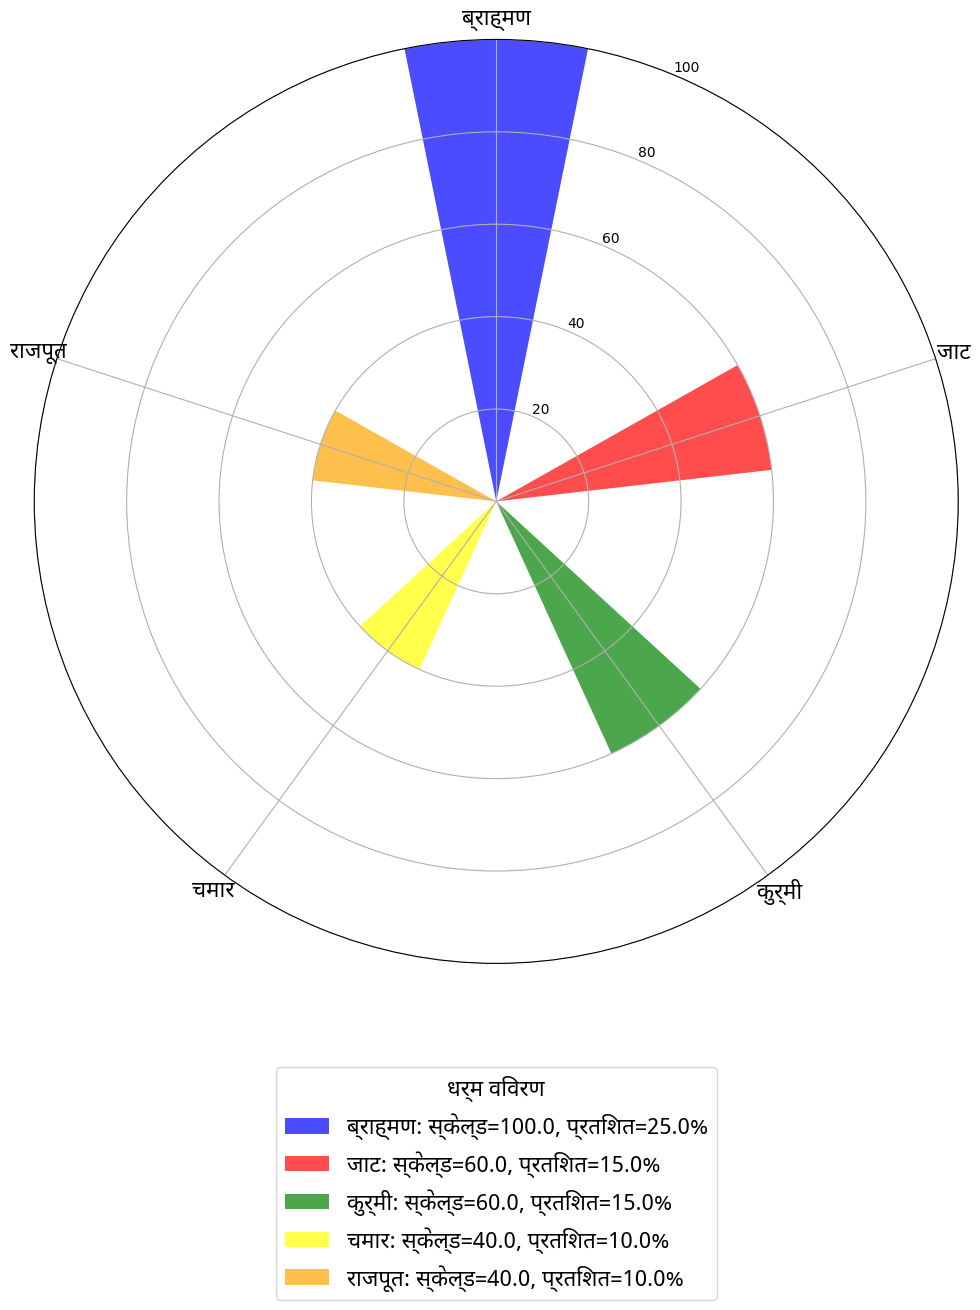 ब्राह्मण
100
80
60
40
20
राजपूत
जाट
चमार
कुर्मी
धर्म विवरण
ब्राह्मण: स्केल्ड=100.0, प्रतिशत=25.0%
जाट: स्केल्ड=60.0, प्रतिशत=15.0%
कुर्मी: स्केल्ड=60.0, प्रतिशत=15.0%
चमार: स्केल्ड=40.0, प्रतिशत=10.0%
राजपूत: स्केल्ड=40.0, प्रतिशत=10.0%